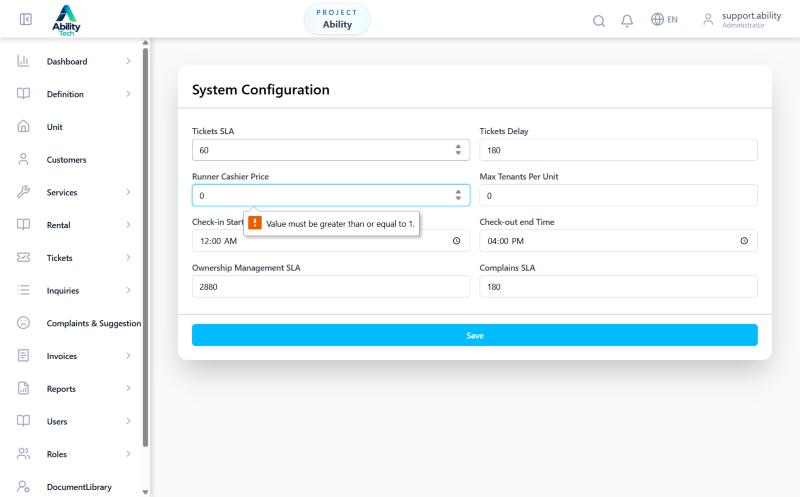 Ability
Tech
PROJECT
Ability
EN
support.ability
Administrator
Dashboard
Definition
Unit
Customers
Services
Rental
Tickets
Inquiries
Complaints & Suggestion
Invoices
Reports
Users
Roles
DocumentLibrary
System Configuration
Tickets SLA
Tickets Delay
60
180
Runner Cashier Price
Max Tenants Per Unit
0
0
Check-in Start
Check-out end Time
! Value must be greater than or equal to 1.
12:00 AM
04:00 PM
Ownership Management SLA
Complains SLA
2880
180
Save